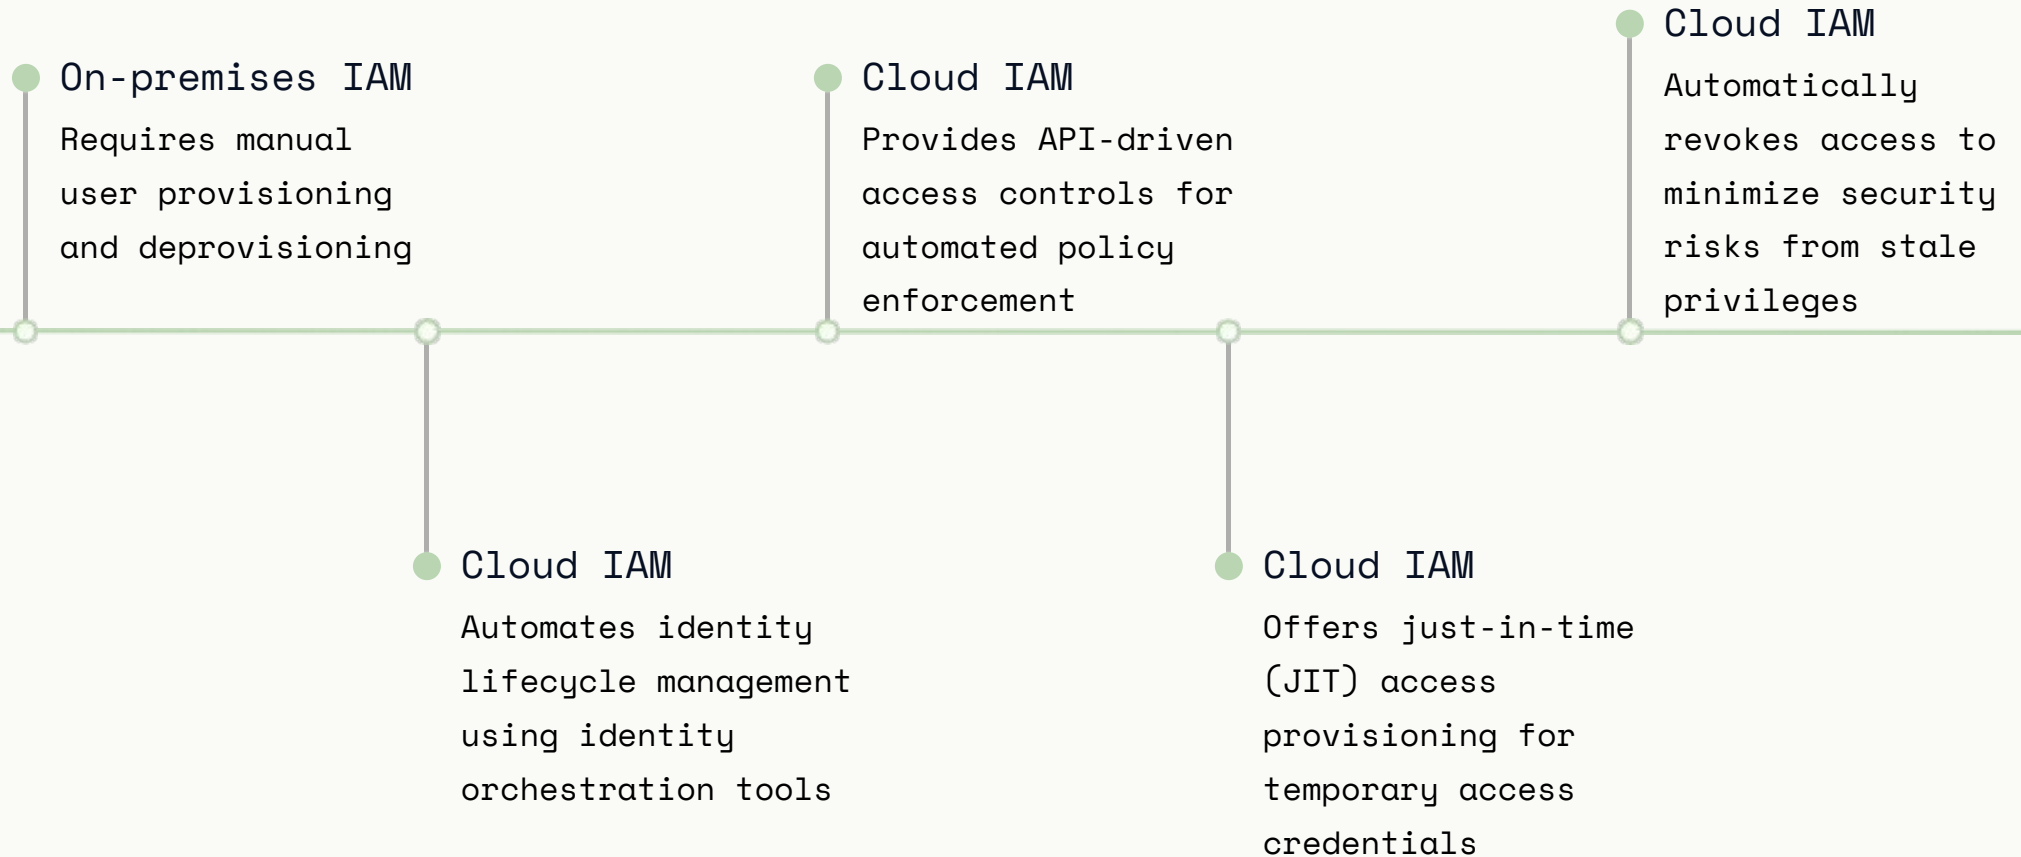 On-premises IAM
Requires manual
user provisioning
and deprovisioning
Cloud IAM
Automates identity
lifecycle management
using identity
orchestration tools
Cloud IAM
Provides API-driven
access controls for
automated policy
enforcement
Cloud IAM
Offers just-in-time
(JIT) access
provisioning for
temporary access
credentials
Cloud IAM
Automatically
revokes access to
minimize security
risks from stale
privileges